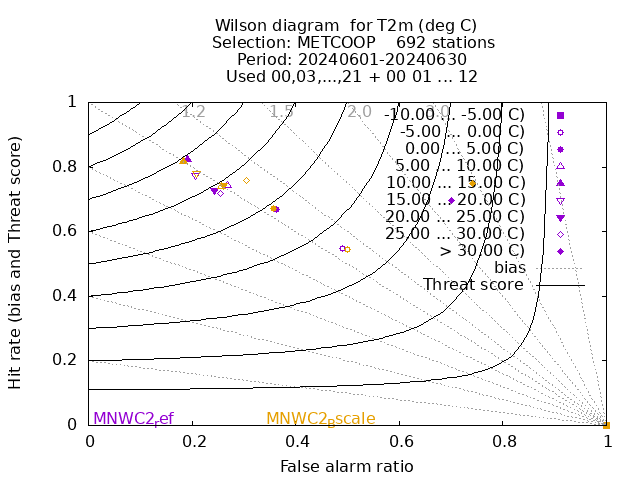 Wilson diagram  for T2m (deg C)
Selection: METCOOP    692 stations
Period: 20240601-20240630
Used 00,03,...,21 + 00 01 ... 12
Hit rate (bias and Threat score)
1
0.8
0.6
0.4
0.2
0
1.2
1.5
2.0
3.0
-10.00 ... -5.00 C)
-5.00 ... 0.00 C)
0.00 ... 5.00 C)
5.00 ... 10.00 C)
10.00 ... 15.00 C)
15.00 ... 20.00 C)
20.00 ... 25.00 C)
25.00 ... 30.00 C)
> 30.00 C)
bias
Threat score
MNWC2ref
MNWC2Bscale
0
0.2
0.4
0.6
0.8
1
False alarm ratio